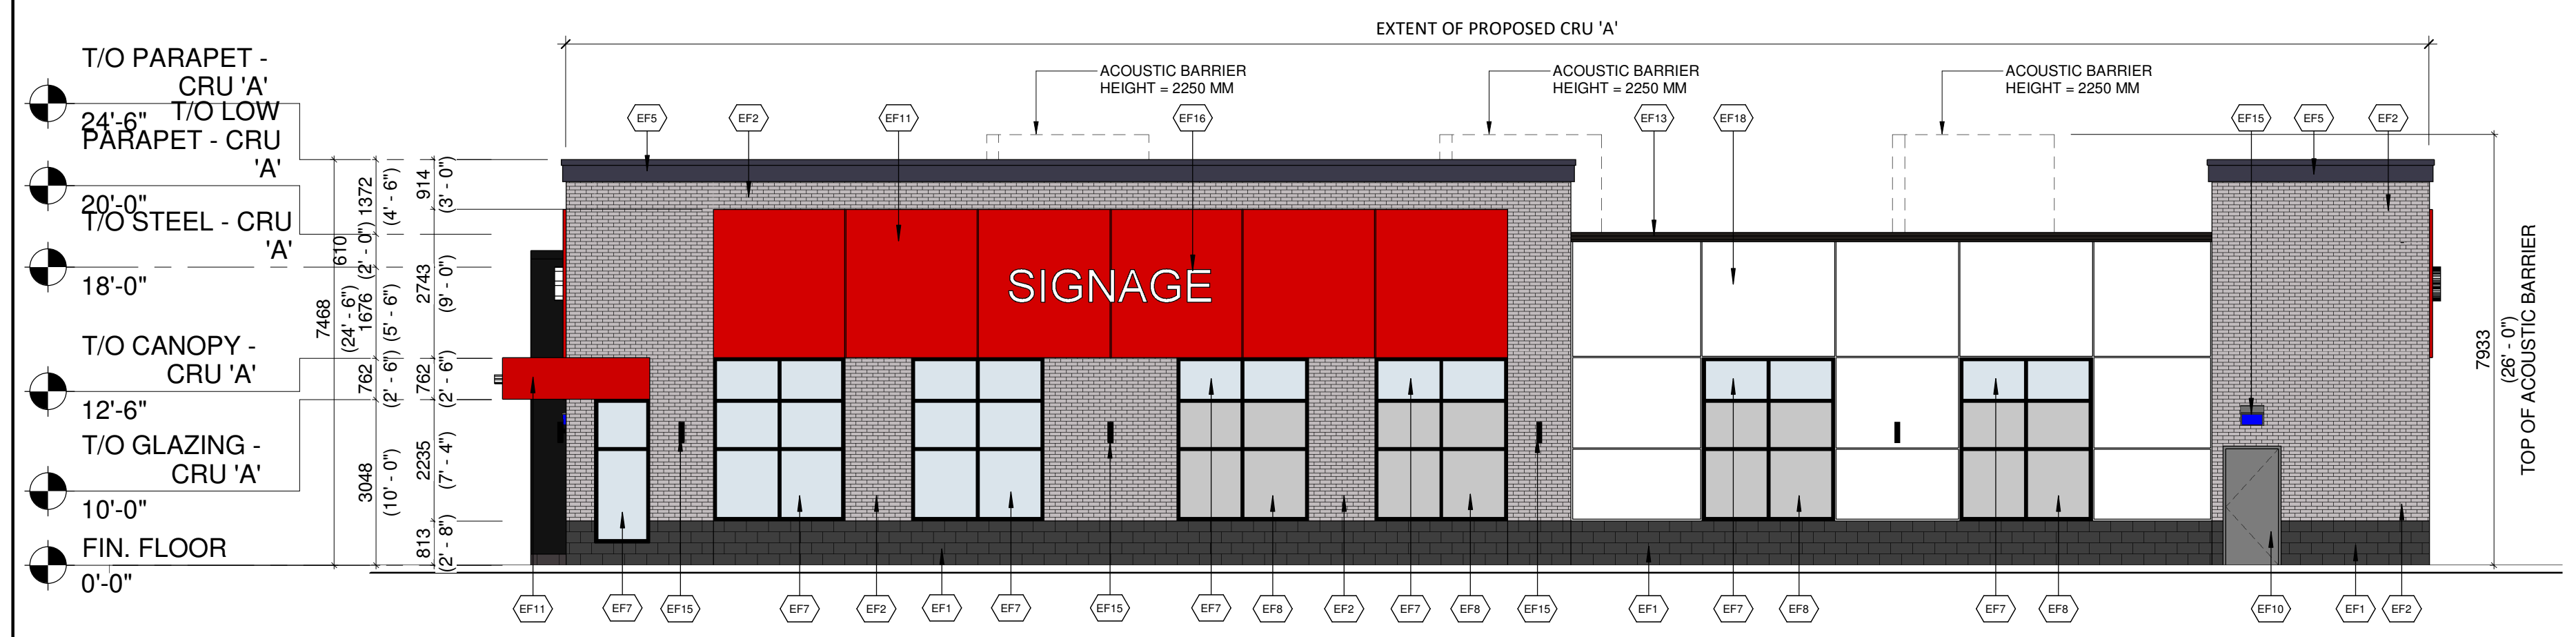 EXTENT OF PROPOSED CRU 'A'
ACOUSTIC BARRIER
HEIGHT = 2250 MM
ACOUSTIC BARRIER
HEIGHT = 2250 MM
ACOUSTIC BARRIER
HEIGHT = 2250 MM
EF5
EF2
EF11
EF16
EF13
EF18
EF15
EF5
EF2
T/O PARAPET -
CRU 'A'
24'-6"
T/O LOW
PARAPET - CRU
'A'
20'-0"
T/O STEEL - CRU
'A'
18'-0"
T/O CANOPY -
CRU 'A'
12'-6"
T/O GLAZING -
CRU 'A'
10'-0"
FIN. FLOOR
0'-0"
7468
(24' - 6")
610
(2' - 0")
1372
(4' - 6")
1676
(5' - 6")
762
(2' - 6")
3048
(10' - 0")
914
(3' - 0")
2743
(9' - 0")
762
(2' - 6")
2235
(7' - 4")
813
(2' - 8")
SIGNAGE
7933
(26' - 0")
TOP OF ACOUSTIC BARRIER
EF11
EF7
EF15
EF7
EF2
EF1
EF7
EF15
EF7
EF8
EF2
EF7
EF8
EF15
EF1
EF7
EF8
EF7
EF8
EF10
EF1
EF2